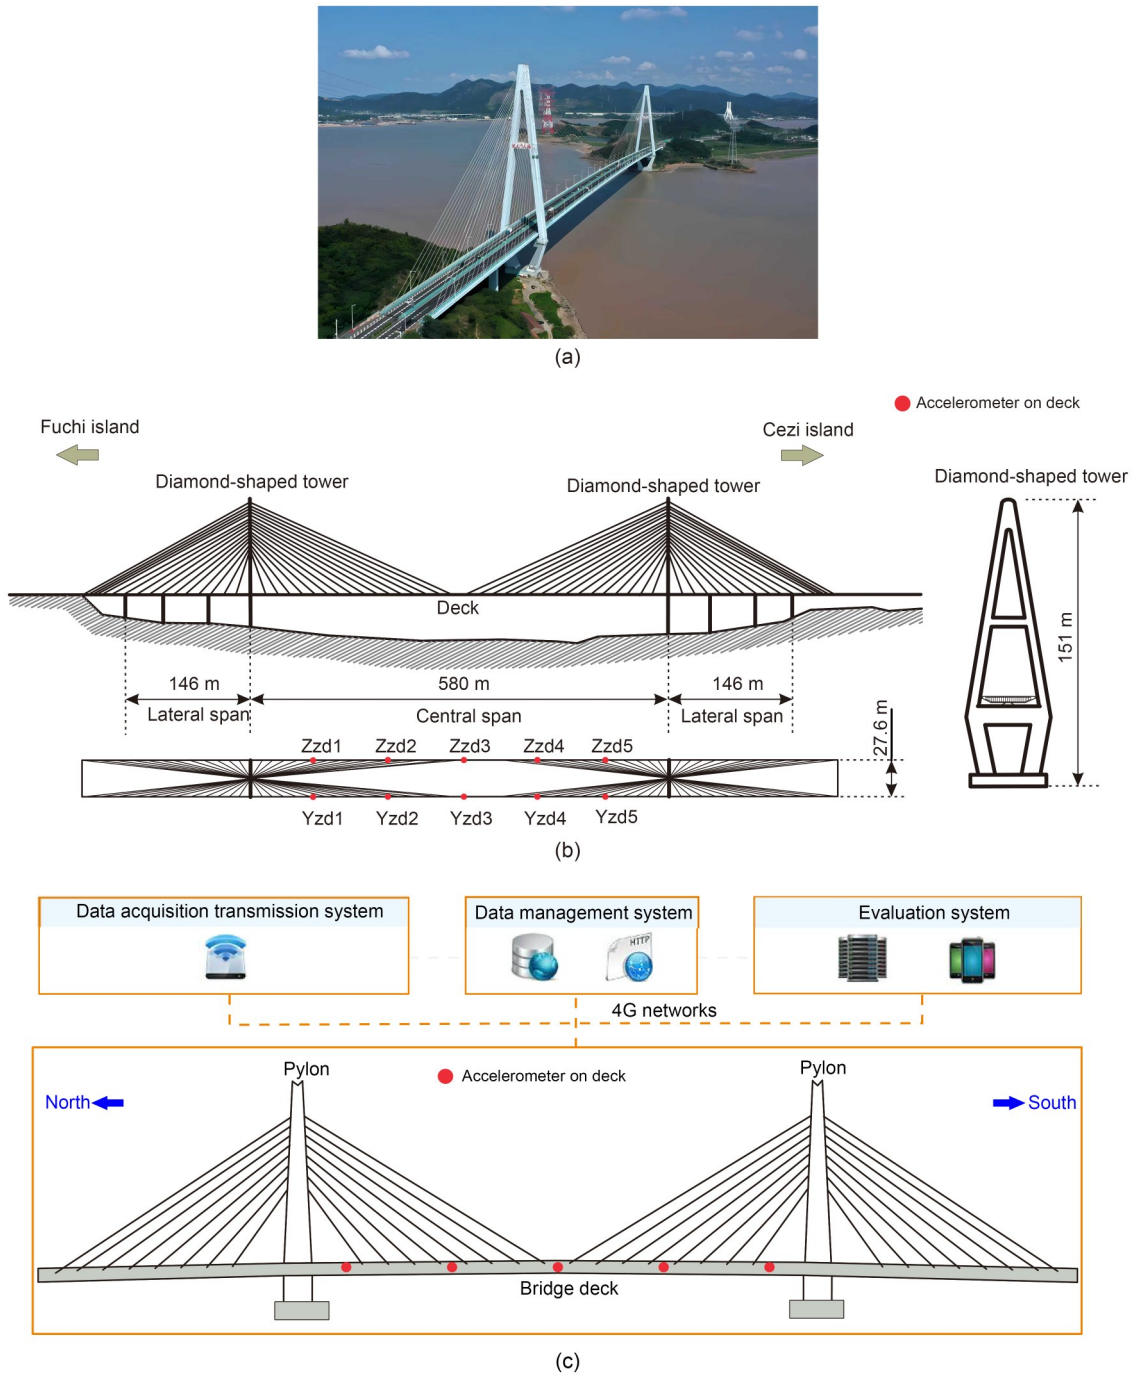 (a)
Accelerometer on deck
Fuchi island
Cezi island
Diamond-shaped tower
Diamond-shaped tower
Diamond-shaped tower
Deck
151 m
146 m
580 m
146 m
Lateral span
Central span
Lateral span
27.6 m
Zzd1
Zzd2
Zzd3
Zzd4
Zzd5
Yzd1
Yzd2
Yzd3
Yzd4
Yzd5
(b)
Data acquisition transmission system
Data management system
Evaluation system
HTTP
4G networks
Pylon
Accelerometer on deck
Pylon
North
South
Bridge deck
(c)